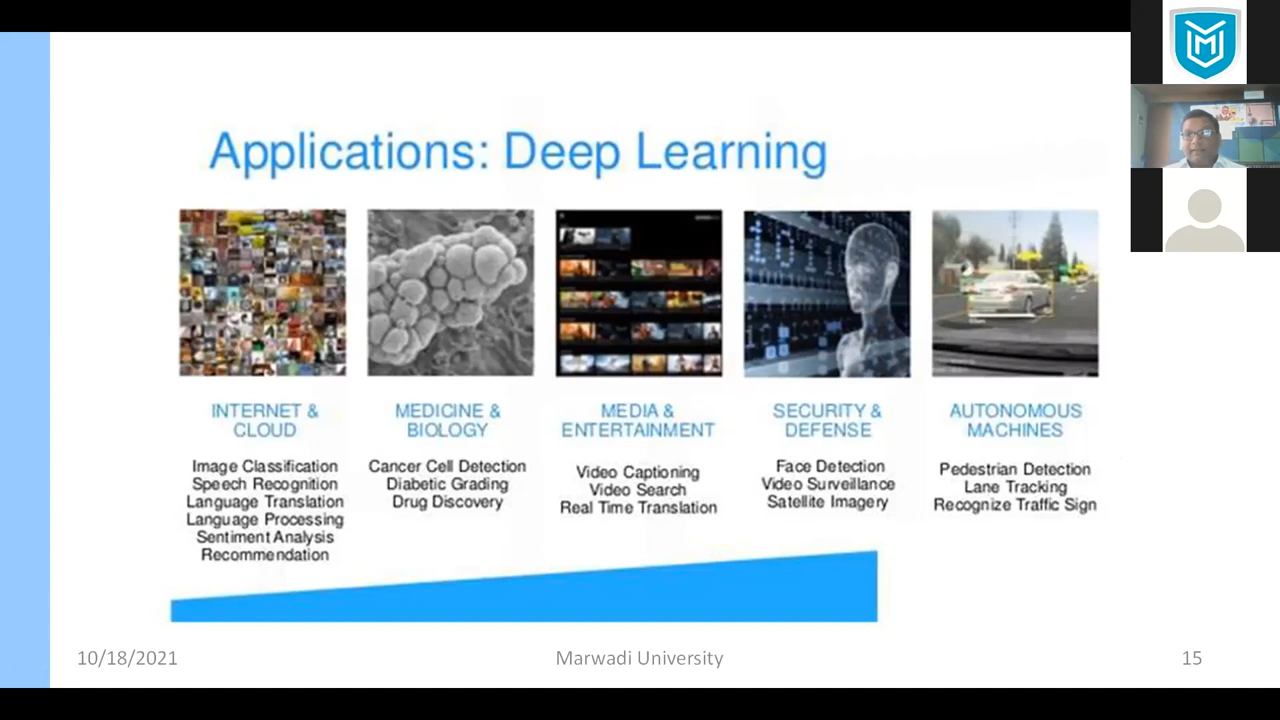 Applications: Deep Learning
INTERNET &
CLOUD
Image Classification
Speech Recognition
Language Translation
Language Processing
Sentiment Analysis
Recommendation
MEDICINE &
BIOLOGY
Cancer Cell Detection
Diabetic Grading
Drug Discovery
MEDIA &
ENTERTAINMENT
Video Captioning
Video Search
Real Time Translation
SECURITY &
DEFENSE
Face Detection
Video Surveillance
Satellite Imagery
AUTONOMOUS
MACHINES
Pedestrian Detection
Lane Tracking
Recognize Traffic Sign
10/18/2021
Marwadi University
15